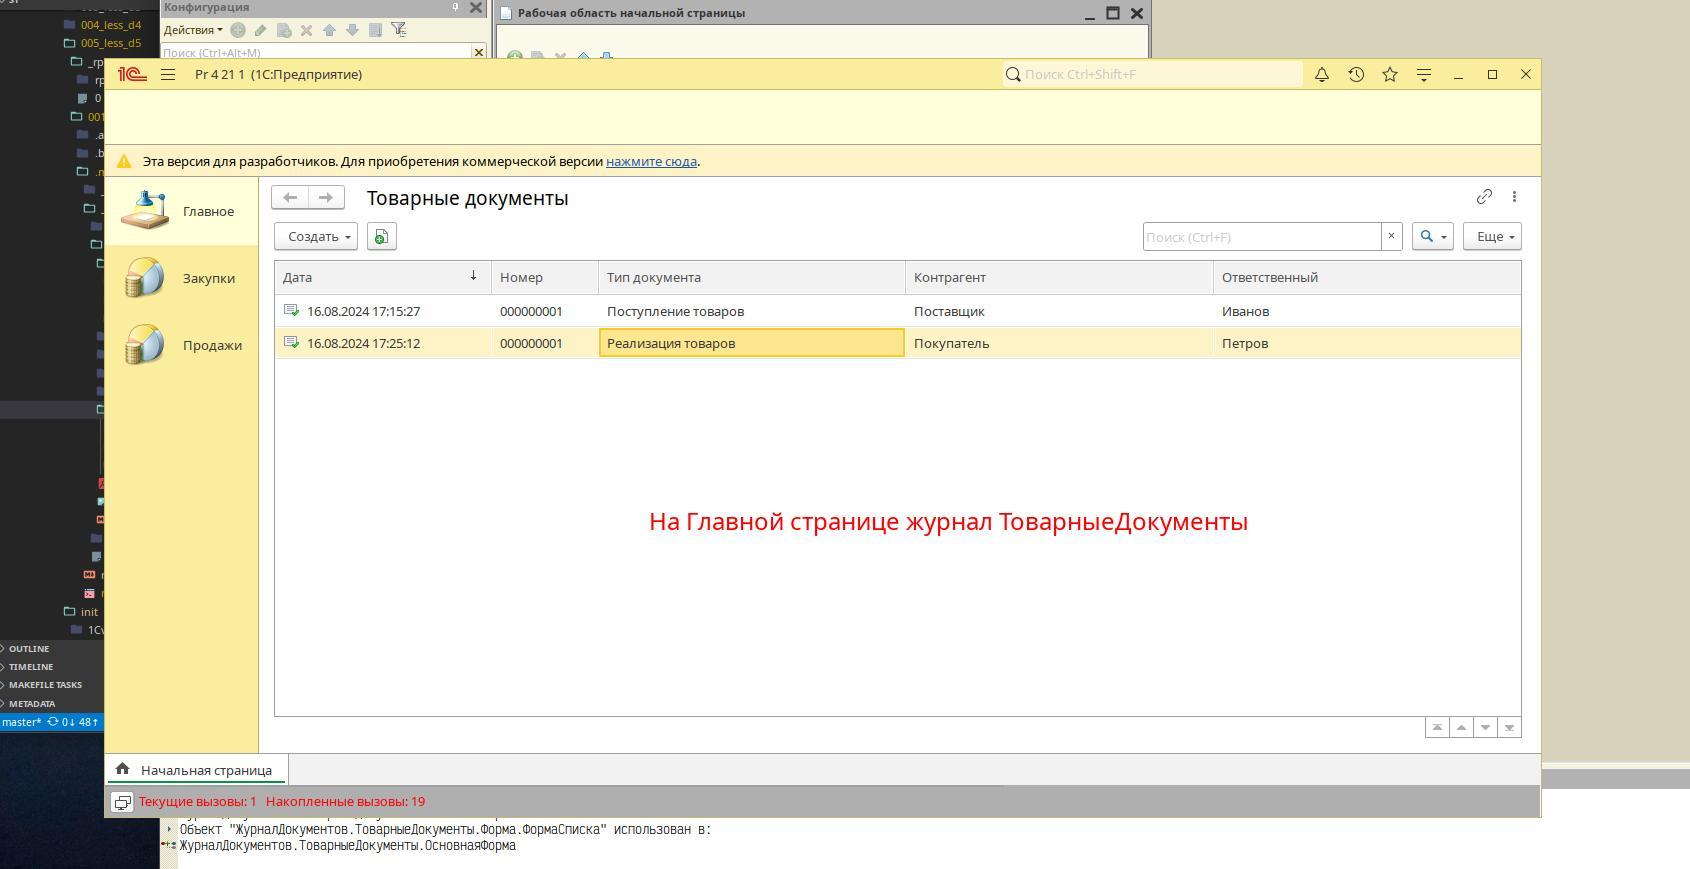 Конфигурация
Рабочая область начальной страницы
Действия
Поиск (Ctrl+Alt+M)
004_less_d4
005_less_d5
Pr 4 21 1 (1С:Предприятие)
Поиск Ctrl+Shift+F
Эта версия для разработчиков. Для приобретения коммерческой версии нажмите сюда.
Главное
Закупки
Продажи
Товарные документы
Создать
Поиск (Ctrl+F)
Еще
Дата Номер Тип документа Контрагент Ответственный
16.08.2024 17:15:27 000000001 Поступление товаров Поставщик Иванов
16.08.2024 17:25:12 000000001 Реализация товаров Покупатель Петров
На Главной странице журнал ТоварныеДокументы
init
OUTLINE
TIMELINE
MAKEFILE TASKS
METADATA
master* 0↓ 48↑
Начальная страница
Текущие вызовы: 1 Накопленные вызовы: 19
Объект "ЖурналДокументов.ТоварныеДокументы.Форма.ФормаСписка" использован в:
ЖурналДокументов.ТоварныеДокументы.ОсновнаяФорма